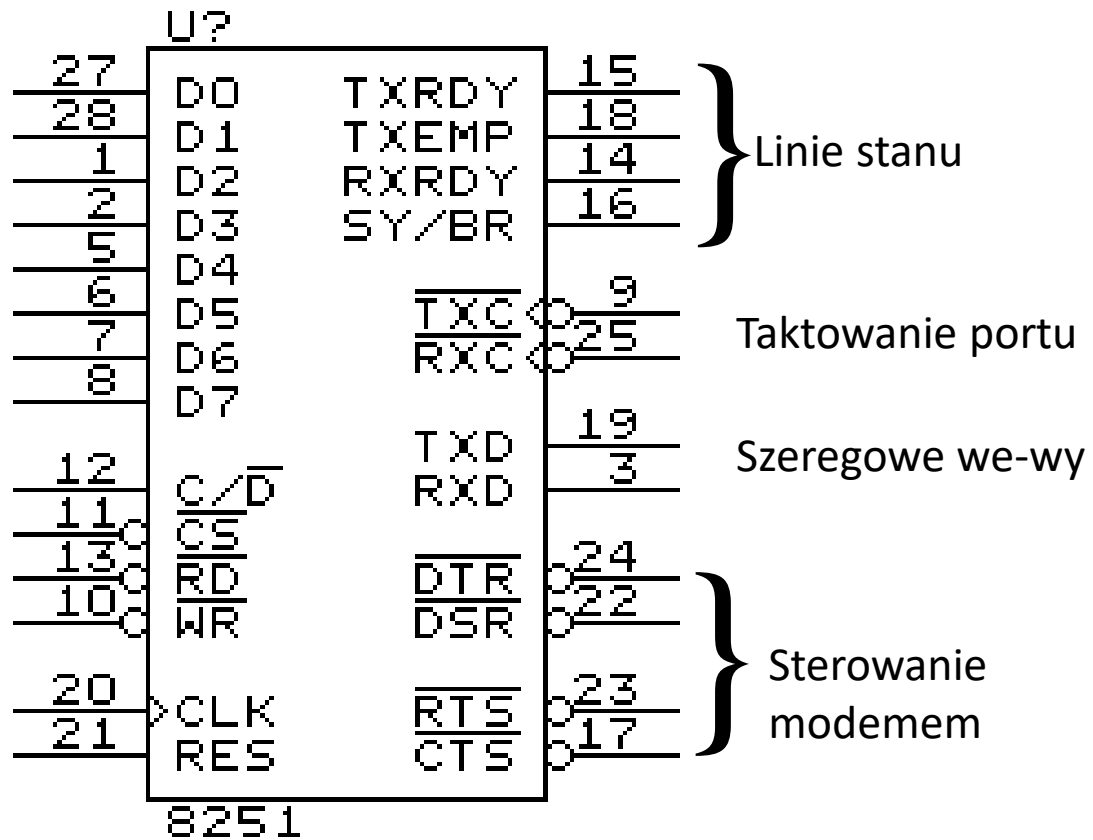 U?
27 D0 TXRDY 15
28 D1 TXEMP 18
1 D2 RXRDY 14
2 D3 SY/BR 16
Linie stanu
5 D4
6 D5 TXC 9
7 D6 RXC 25
8 D7
Taktowanie portu
TXD 19
12 C/D RXD 3
Szeregowe we-wy
11 CS
13 RD DTR 24
10 WR DSR 22
20 CLK RTS 23
21 RES CTS 17
Sterowanie
modemem
8251